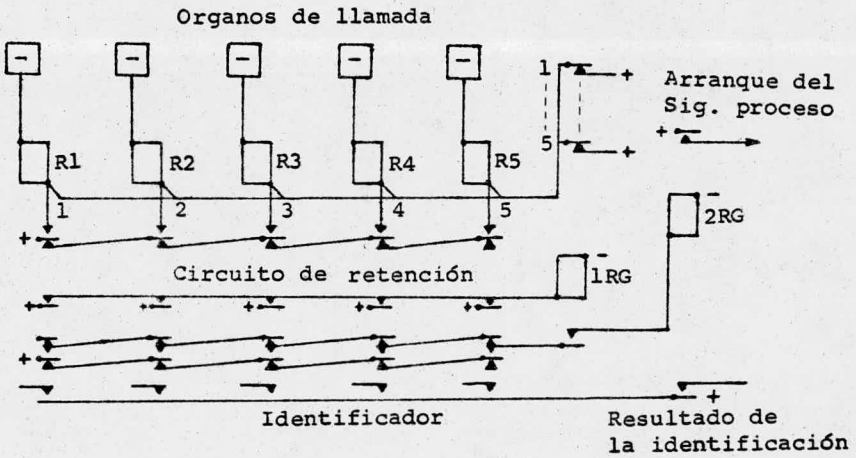 Organos de llamada
- - - - -
1 +
Arranque del
Sig. proceso
5 +
+
R1 R2 R3 R4 R5
1 2 3 4 5
-
2RG
+
Circuito de retención
-
1RG
+ + + + +
+
+
Identificador
Resultado de
la identificación